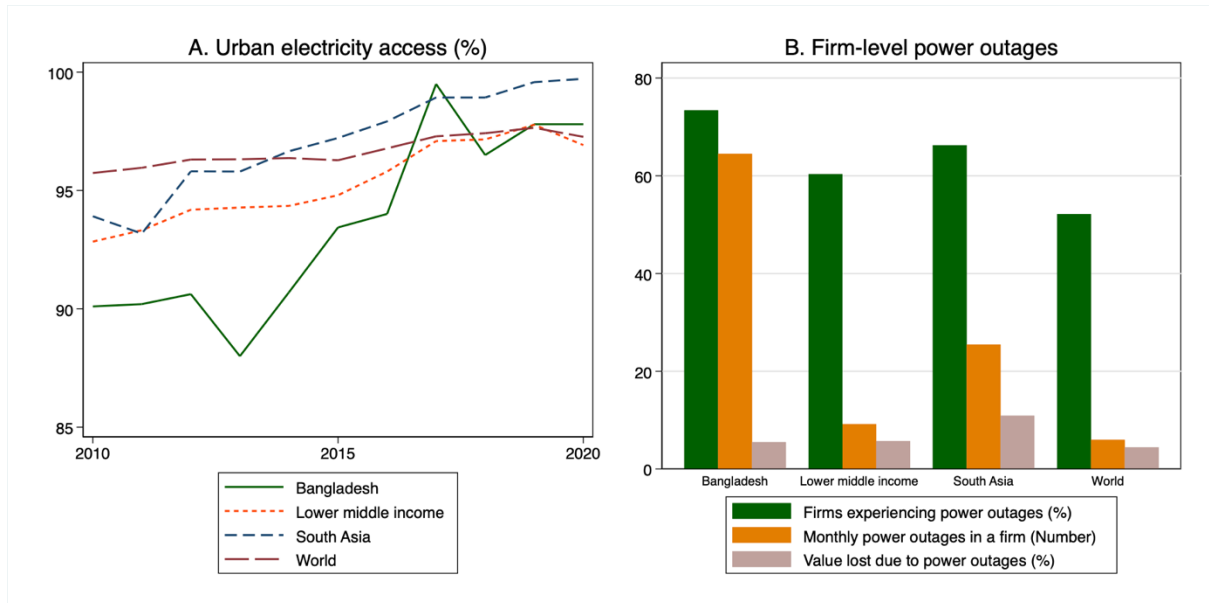 A. Urban electricity access (%)
100
95
90
85
2010
2015
2020
Bangladesh
Lower middle income
South Asia
World
B. Firm-level power outages
80
60
40
20
0
Bangladesh
Lower middle income
South Asia
World
Firms experiencing power outages (%)
Monthly power outages in a firm (Number)
Value lost due to power outages (%)